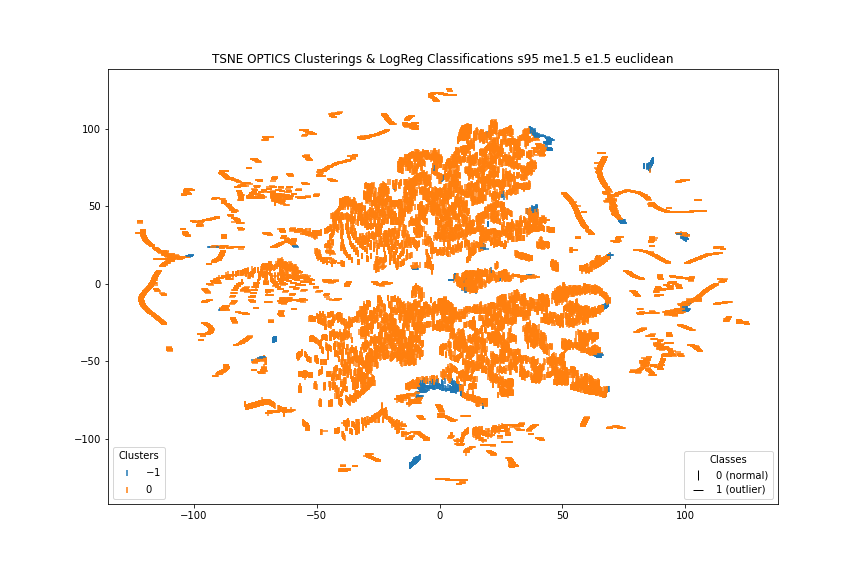 TSNE OPTICS Clusterings & LogReg Classifications s95 me1.5 e1.5 euclidean
100
50
0
−50
−100
Clusters
−1
0
Classes
0 (normal)
1 (outlier)
−100
−50
0
50
100